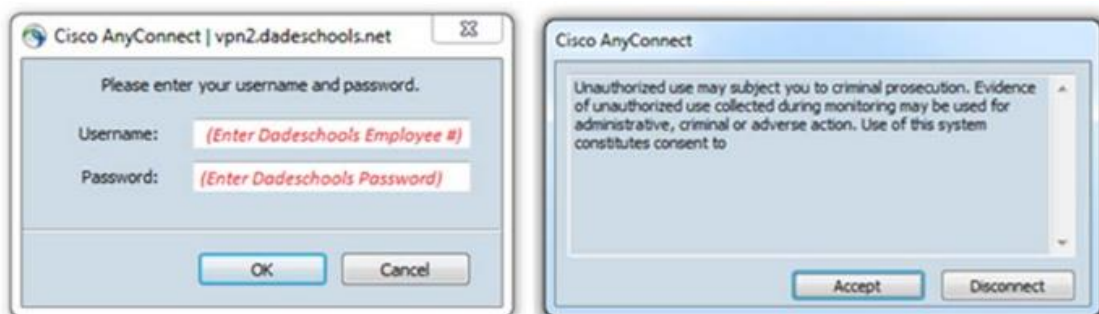 Cisco AnyConnect | vpn2.dadeschools.net
Please enter your username and password.
Username: (Enter Dadeschools Employee #)
Password: (Enter Dadeschools Password)
OK Cancel
Cisco AnyConnect
Unauthorized use may subject you to criminal prosecution. Evidence
of unauthorized use collected during monitoring may be used for
administrative, criminal or adverse action. Use of this system
constitutes consent to
Accept Disconnect